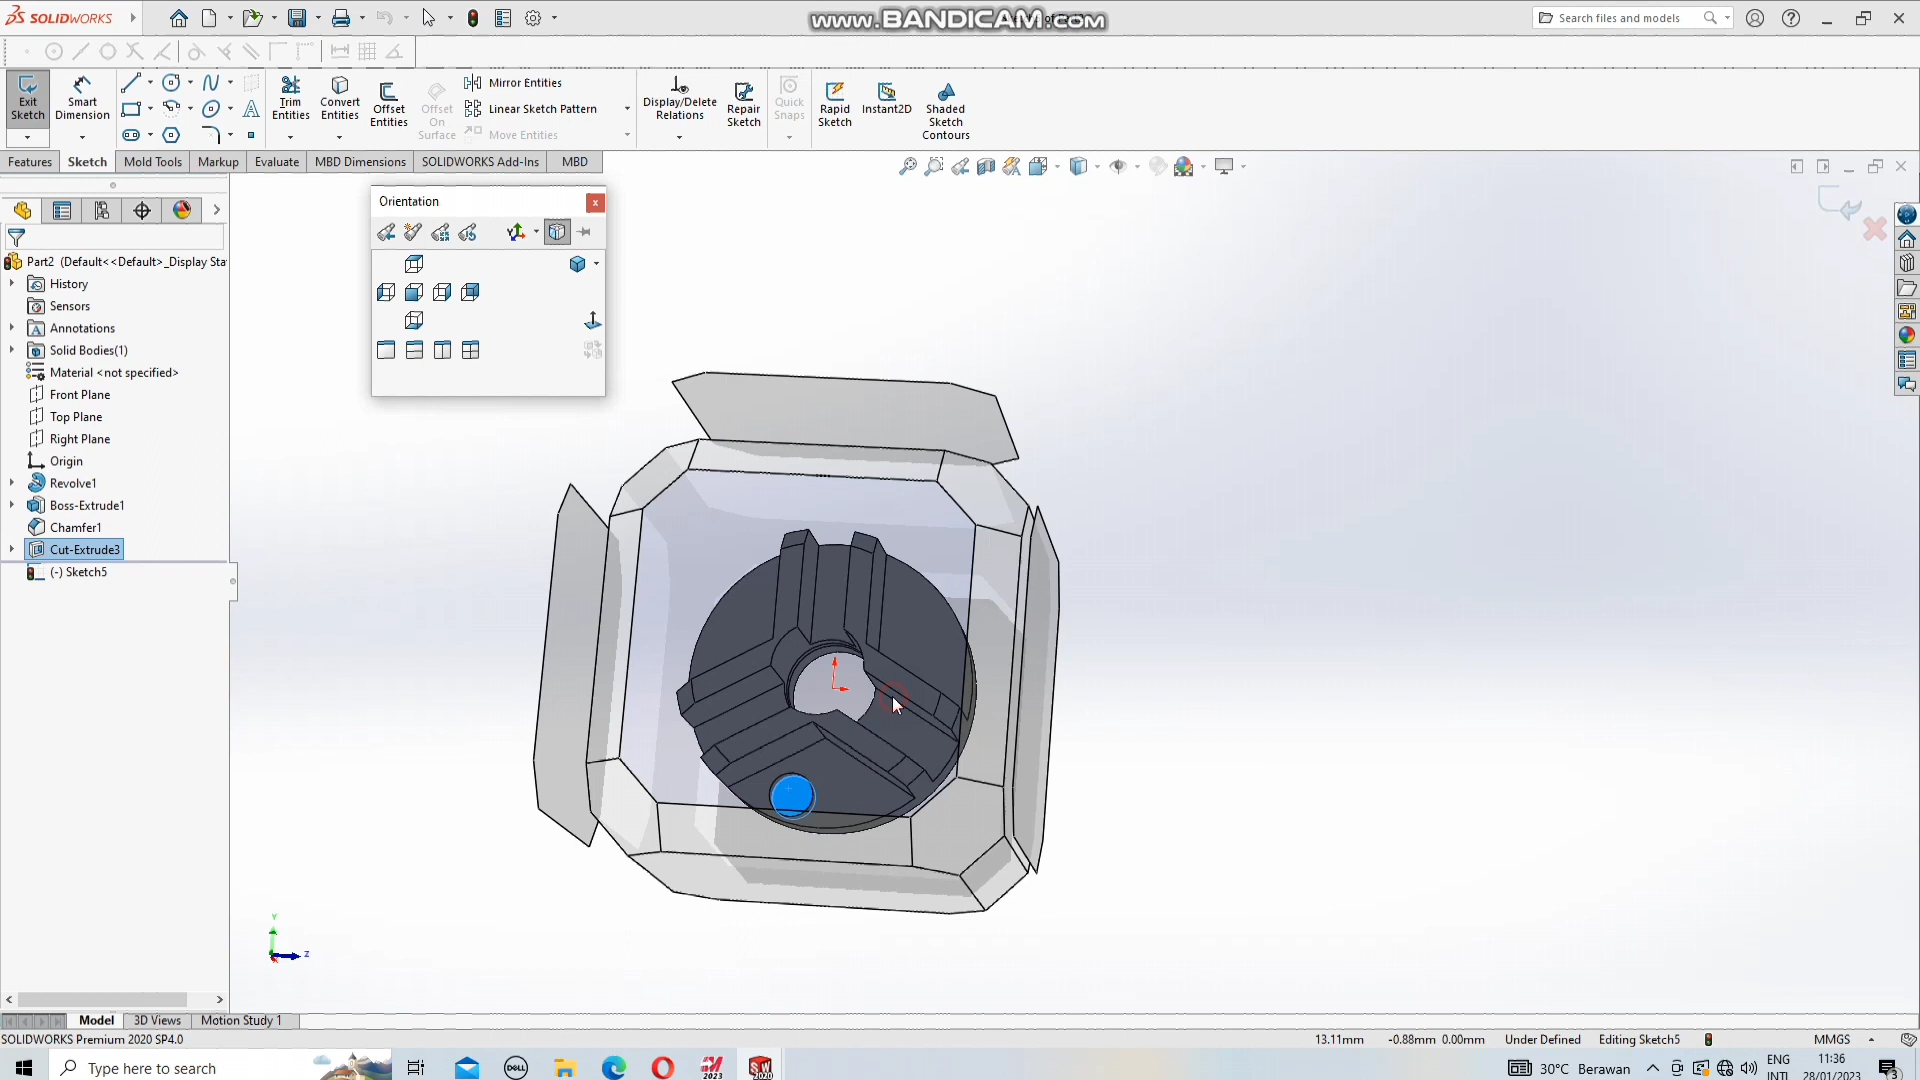 SOLIDWORKS
www.BANDICAM.com
Search files and models
Exit Sketch
Smart Dimension
Trim Entities
Convert Entities
Offset Entities
Offset On Surface
Mirror Entities
Linear Sketch Pattern
Move Entities
Display/Delete Relations
Repair Sketch
Quick Snaps
Rapid Sketch
Instant2D
Shaded Sketch Contours
Features
Sketch
Mold Tools
Markup
Evaluate
MBD Dimensions
SOLIDWORKS Add-Ins
MBD
Orientation
Part2 (Default<<Default>_Display Sta
History
Sensors
Annotations
Solid Bodies(1)
Material <not specified>
Front Plane
Top Plane
Right Plane
Origin
Revolve1
Boss-Extrude1
Chamfer1
Cut-Extrude3
(-) Sketch5
Y
Z
Model
3D Views
Motion Study 1
SOLIDWORKS Premium 2020 SP4.0
13.11mm
-0.88mm 0.00mm
Under Defined
Editing Sketch5
MMGS
Type here to search
DELL
2023
2020
30°C Berawan
ENG
INTL
11:36
28/01/2023
3